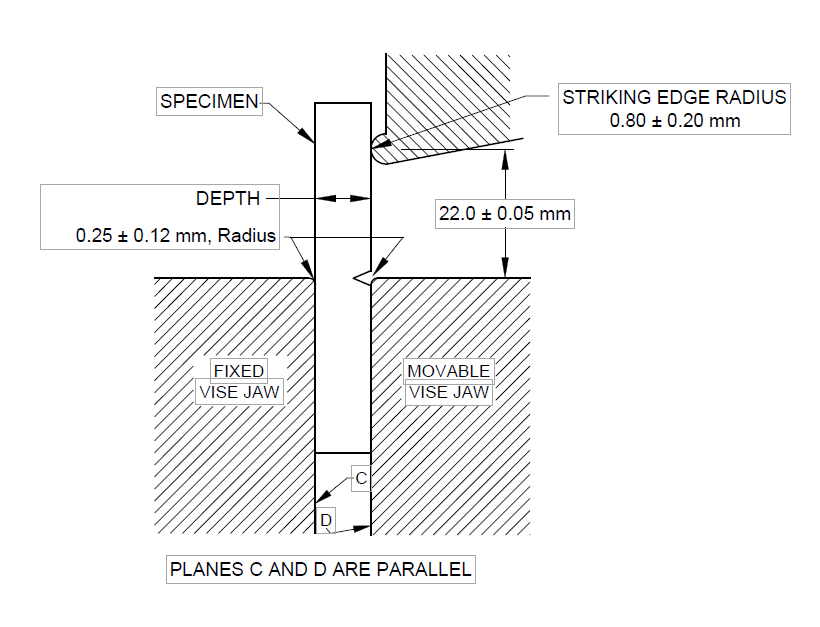 SPECIMEN
STRIKING EDGE RADIUS
0.80 ± 0.20 mm
DEPTH
22.0 ± 0.05 mm
0.25 ± 0.12 mm, Radius
FIXED
VISE JAW
MOVABLE
VISE JAW
C
D
PLANES C AND D ARE PARALLEL